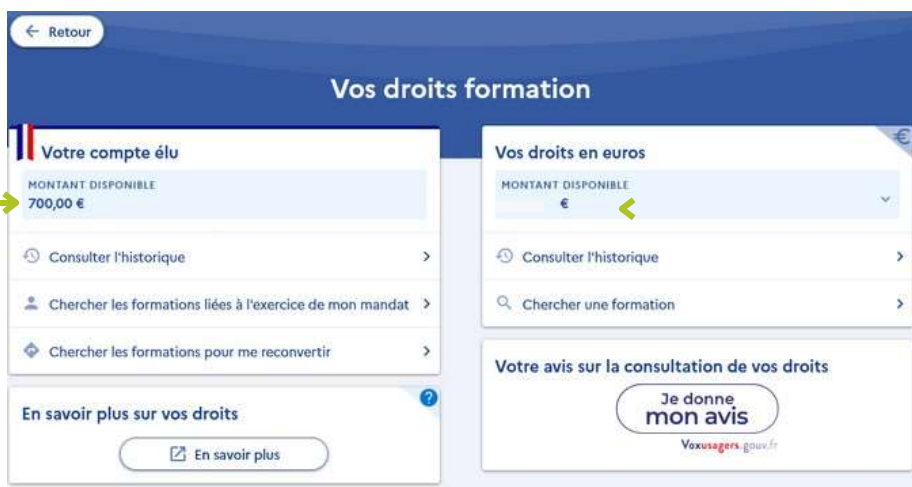 ← Retour
Vos droits formation
Votre compte élu
MONTANT DISPONIBLE
700,00 €
Consulter l'historique
Chercher les formations liées à l'exercice de mon mandat
Chercher les formations pour me reconvertir
En savoir plus sur vos droits
?
En savoir plus
€
Vos droits en euros
MONTANT DISPONIBLE
€
Consulter l'historique
Chercher une formation
Votre avis sur la consultation de vos droits
Je donne
mon avis
Voxusagers.gouv.fr